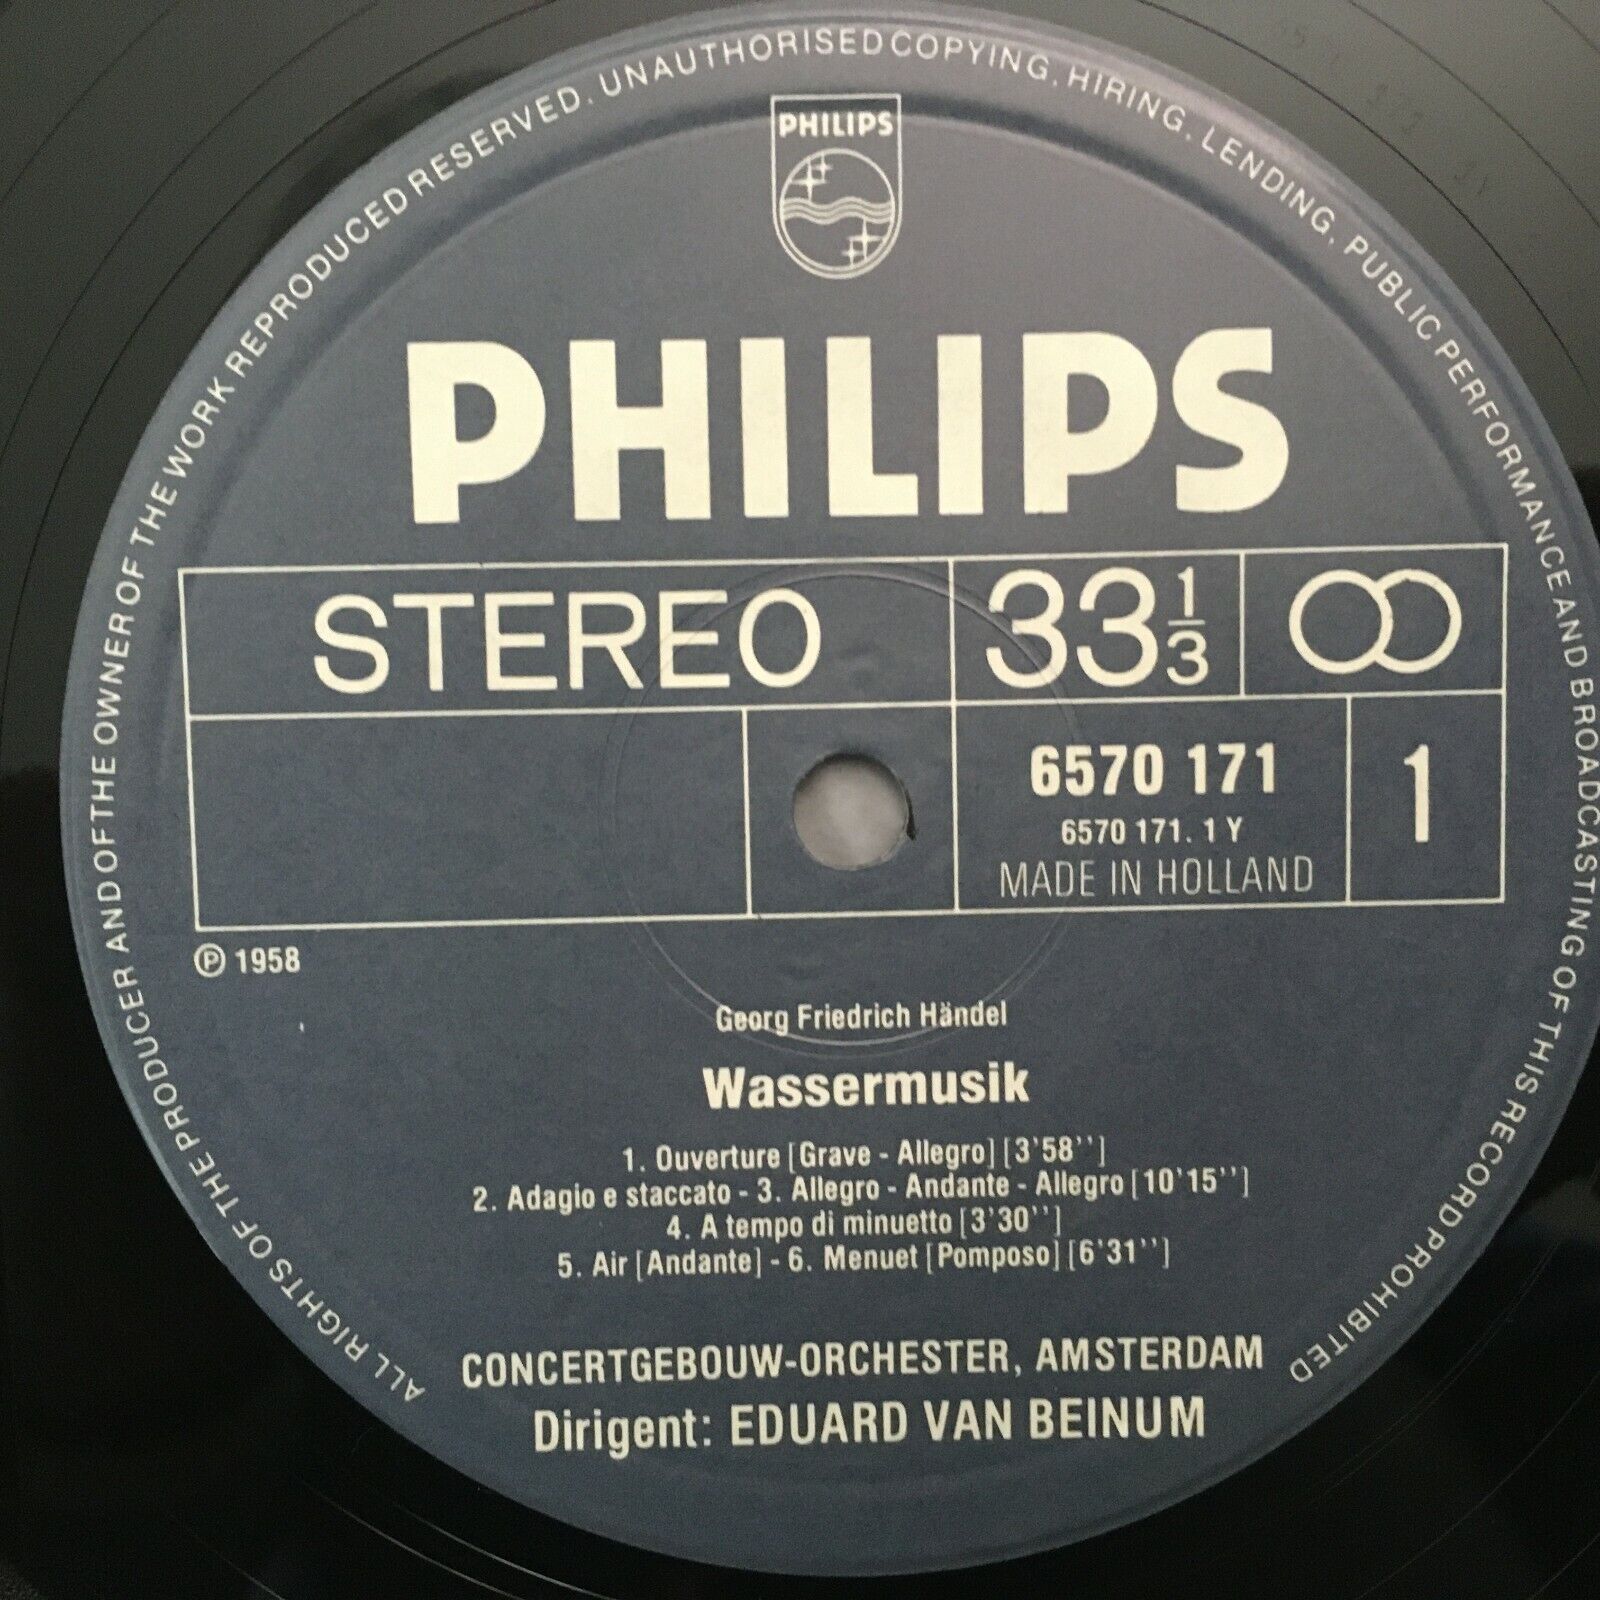 ALL RIGHTS OF THE PRODUCER AND OF THE OWNER OF THE WORK REPRODUCED RESERVED. UNAUTHORISED COPYING, HIRING, LENDING, PUBLIC PERFORMANCE AND BROADCASTING OF THIS RECORD PROHIBITED
PHILIPS
PHILIPS
STEREO
33 1/3
6570 171
6570 171. 1 Y
MADE IN HOLLAND
1
Ⓟ 1958
Georg Friedrich Händel
Wassermusik
1. Ouverture [Grave - Allegro] [3'58'']
2. Adagio e staccato - 3. Allegro - Andante - Allegro [10'15'']
4. A tempo di minuetto [3'30'']
5. Air [Andante] - 6. Menuet [Pomposo] [6'31'']
CONCERTGEBOUW-ORCHESTER, AMSTERDAM
Dirigent: EDUARD VAN BEINUM